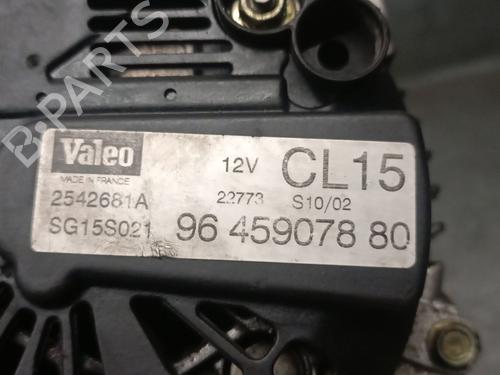 B-PARTS
Valeo
MADE IN FRANCE
12V
CL15
2542681A
22773
S10/02
SG15S021
96 459078 80